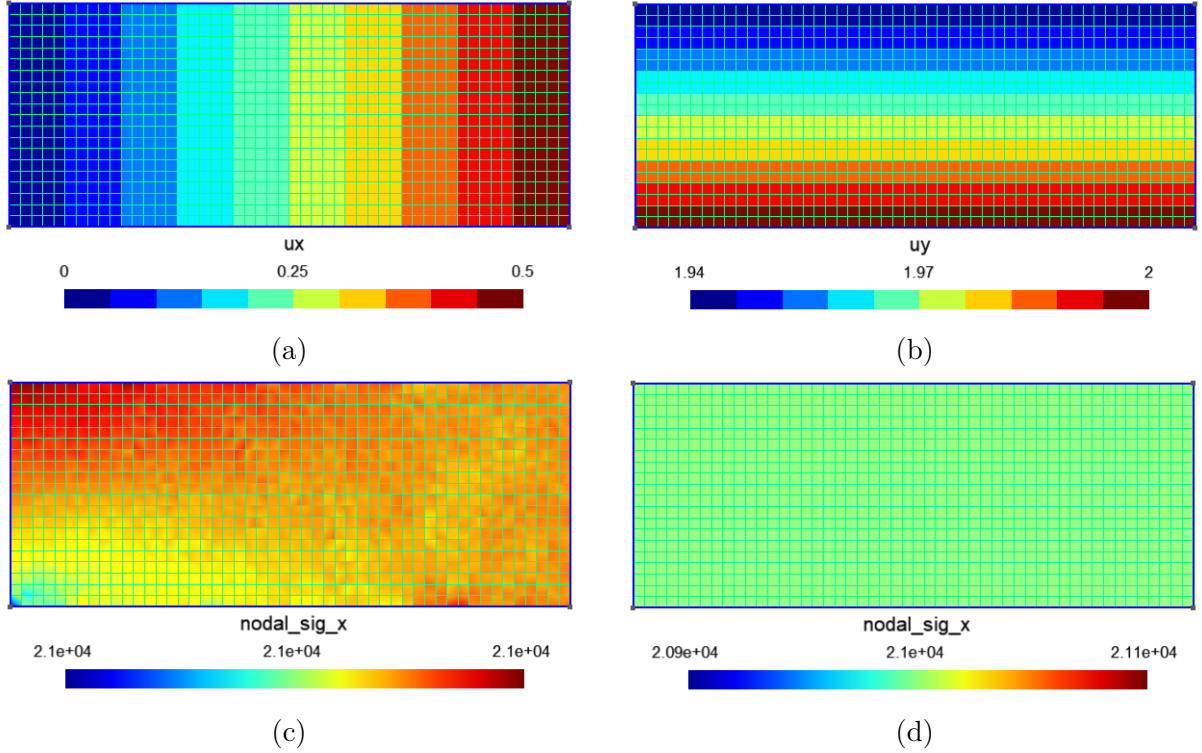 ux
0 0.25 0.5
(a)
uy
1.94 1.97 2
(b)
nodal_sig_x
2.1e+04 2.1e+04 2.1e+04
(c)
nodal_sig_x
2.09e+04 2.1e+04 2.11e+04
(d)